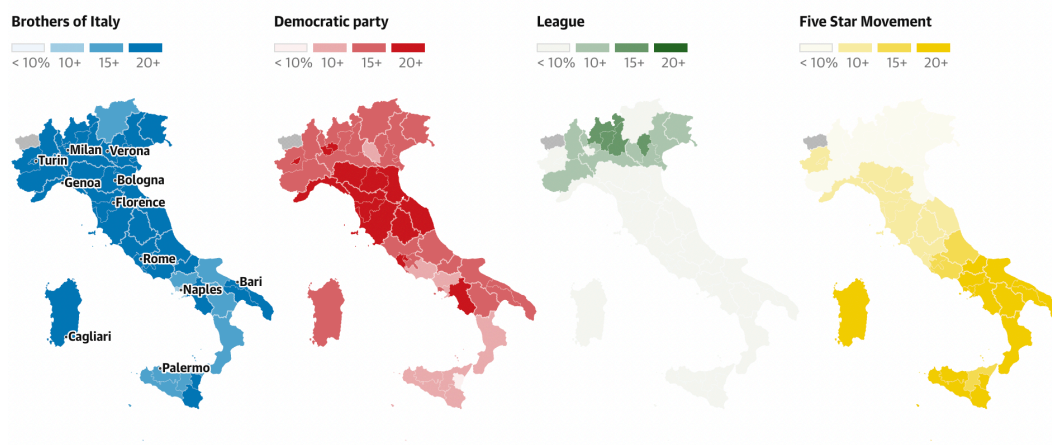 Brothers of Italy
< 10% 10+ 15+ 20+
Milan
Verona
Turin
Genoa
Bologna
Florence
Rome
Bari
Naples
Cagliari
Palermo
Democratic party
< 10% 10+ 15+ 20+
League
< 10% 10+ 15+ 20+
Five Star Movement
< 10% 10+ 15+ 20+